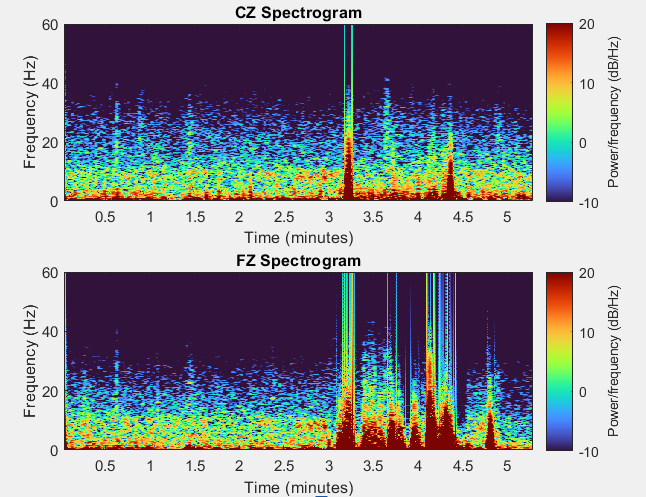 CZ Spectrogram
60
40
20
0
Frequency (Hz)
0.5 1 1.5 2 2.5 3 3.5 4 4.5 5
Time (minutes)
20
10
0
-10
Power/frequency (dB/Hz)
FZ Spectrogram
60
40
20
0
Frequency (Hz)
0.5 1 1.5 2 2.5 3 3.5 4 4.5 5
Time (minutes)
20
10
0
-10
Power/frequency (dB/Hz)